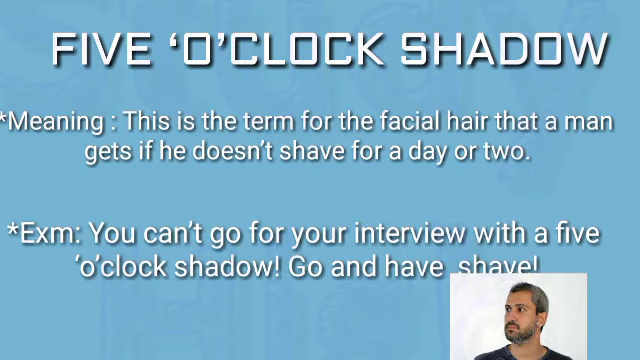 FIVE ‘O’CLOCK SHADOW
*Meaning : This is the term for the facial hair that a man
gets if he doesn’t shave for a day or two.
*Exm: You can’t go for your interview with a five
‘o’clock shadow! Go and have shave!